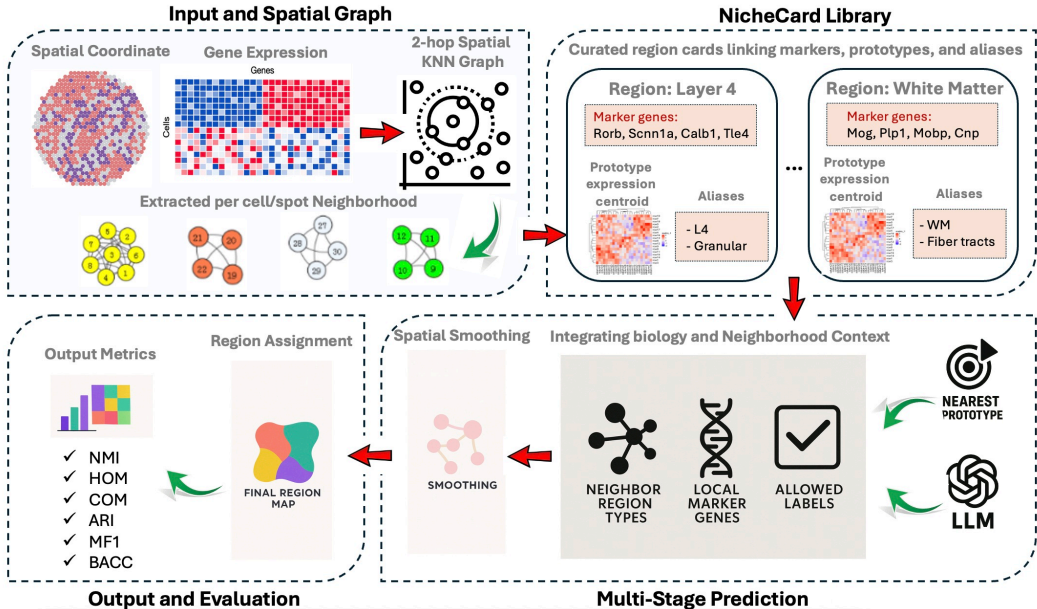 Input and Spatial Graph
Spatial Coordinate
Gene Expression
Genes
Cells
2-hop Spatial
KNN Graph
Extracted per cell/spot Neighborhood
5
2
7
3
6
8
1
4
21
20
22
19
27
28
30
29
12
11
10
9
NicheCard Library
Curated region cards linking markers, prototypes, and aliases
Region: Layer 4
Marker genes:
Rorb, Scnn1a, Calb1, Tle4
Prototype
expression
centroid
Aliases
- L4
- Granular
...
Region: White Matter
Marker genes:
Mog, Plp1, Mobp, Cnp
Prototype
expression
centroid
Aliases
- WM
- Fiber tracts
Output Metrics
✓ NMI
✓ HOM
✓ COM
✓ ARI
✓ MF1
✓ BACC
Region Assignment
FINAL REGION
MAP
Output and Evaluation
Spatial Smoothing
SMOOTHING
Integrating biology and Neighborhood Context
NEIGHBOR
REGION
TYPES
LOCAL
MARKER
GENES
ALLOWED
LABELS
NEAREST
PROTOTYPE
LLM
Multi-Stage Prediction